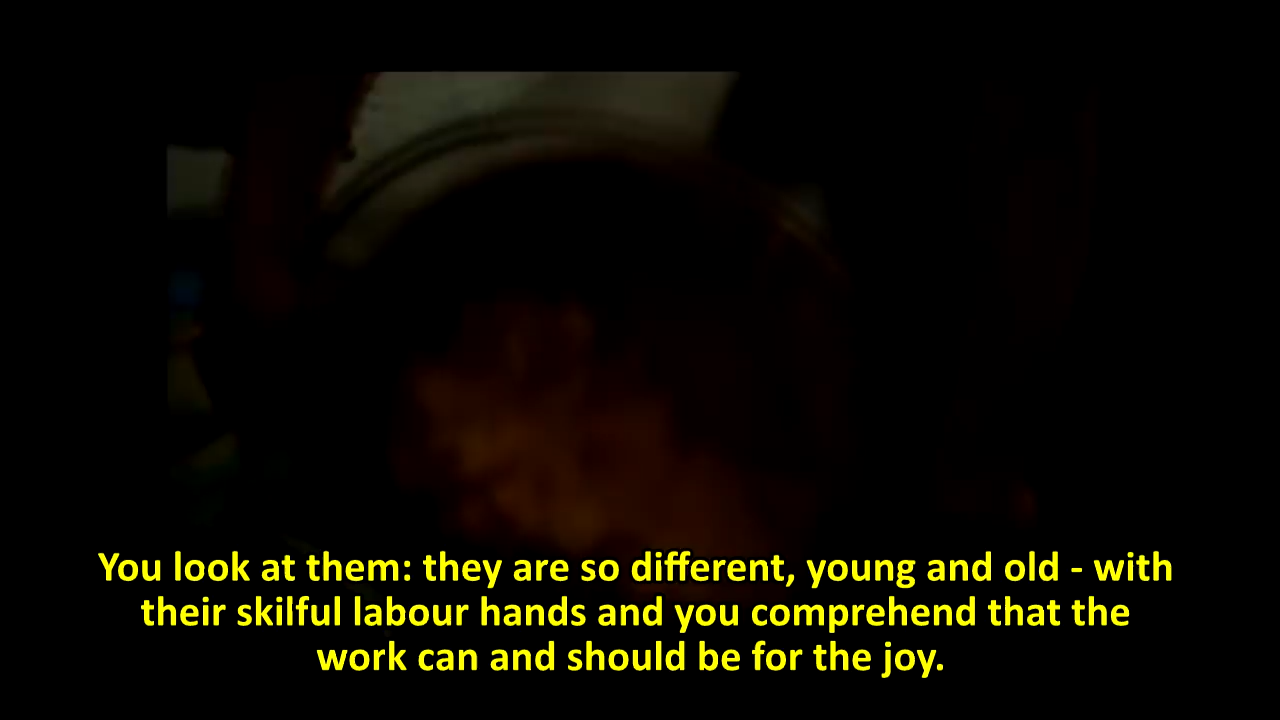 You look at them: they are so different, young and old - with
their skilful labour hands and you comprehend that the
work can and should be for the joy.